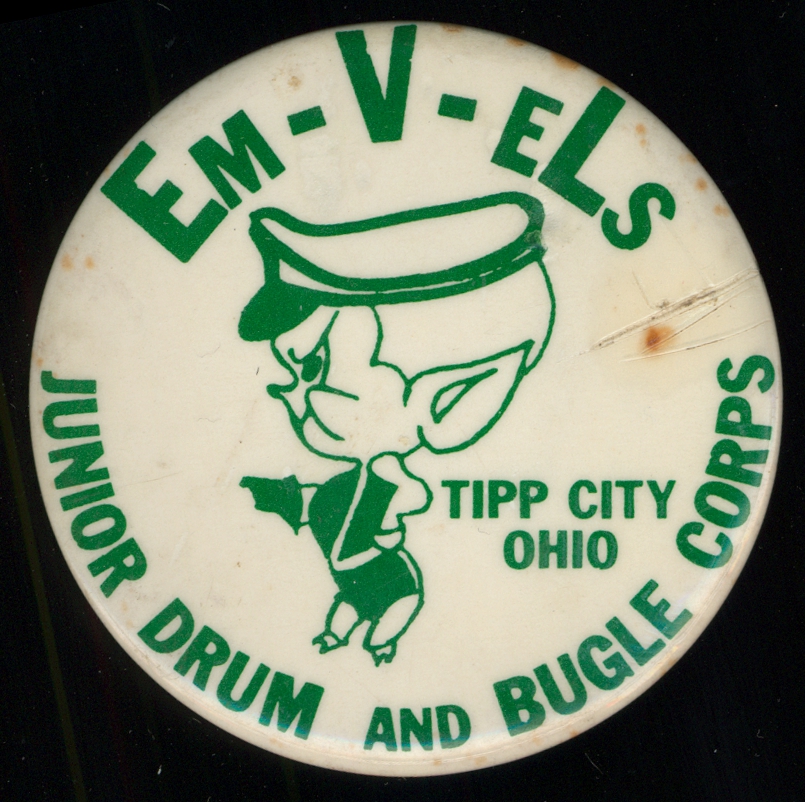 EM-V-ELS
TIPP CITY
OHIO
JUNIOR DRUM AND BUGLE CORPS